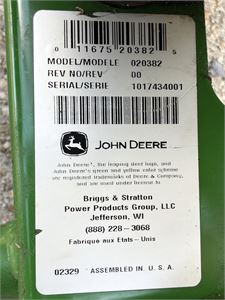 0 11675 20382 5
MODEL/MODELE 020382
REV NO/REV 00
SERIAL/SERIE 1017434001
JOHN DEERE
John Deere', the leaping deer logo, and
John Deere's green and yellow color scheme
are registered trademarks of Deere & Company,
and are used under license to
Briggs & Stratton
Power Products Group, LLC
Jefferson, WI
(888) 228-3068
Fabriqué aux Etats-Unis
02329 ASSEMBLED IN U. S. A.